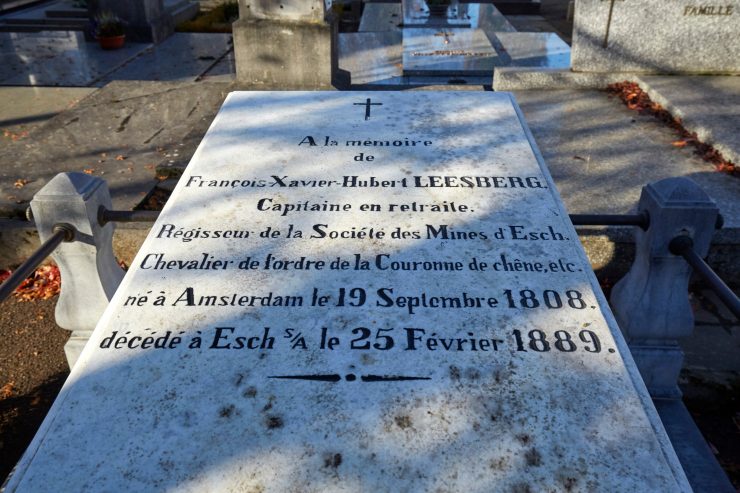 FAMILLE
A la mémoire
de
François-Xavier-Hubert LEESBERG.
Capitaine en retraite.
Régisseur de la Société des Mines d'Esch.
Chevalier de l'ordre de la Couronne de chêne, etc.
né à Amsterdam le 19 Septembre 1808.
décédé à Esch s/A le 25 Février 1889.